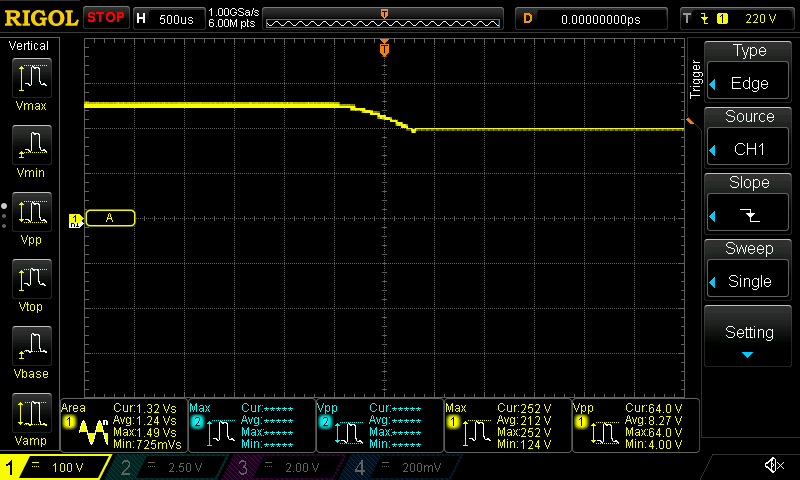 RIGOL STOP H 500us 1.00GSa/s 6.00M pts T D 0.00000000ps T 1 220 V
Vertical
Vmax
Vmin
Vpp
Vtop
Vbase
Vamp
T
1
A
Trigger
Type
Edge
Source
CH1
Slope
Sweep
Single
Setting
Area
1
Cur:1.32 Vs
Avg:1.24 Vs
Max:1.49 Vs
Min:725mVs
Max
2
Cur:*****
Avg:*****
Max:*****
Min:*****
Vpp
2
Cur:*****
Avg:*****
Max:*****
Min:*****
Max
1
Cur:252 V
Avg:212 V
Max:252 V
Min:124 V
Vpp
1
Cur:64.0 V
Avg:8.27 V
Max:64.0 V
Min:4.00 V
1 100 V 2 2.50 V 3 2.00 V 4 200mV